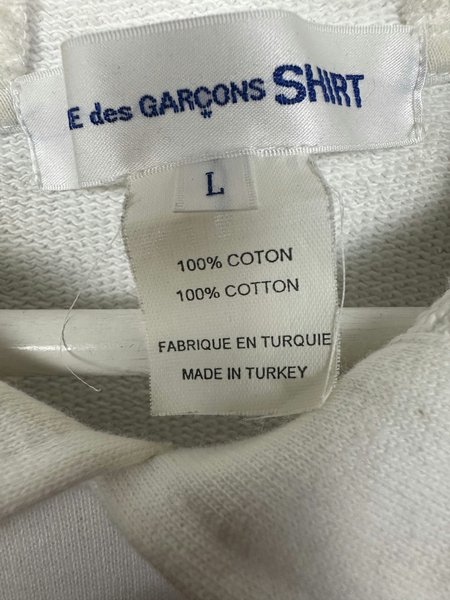 E des GARÇONS SHIRT
L
100% COTON
100% COTTON
FABRIQUE EN TURQUIE
MADE IN TURKEY